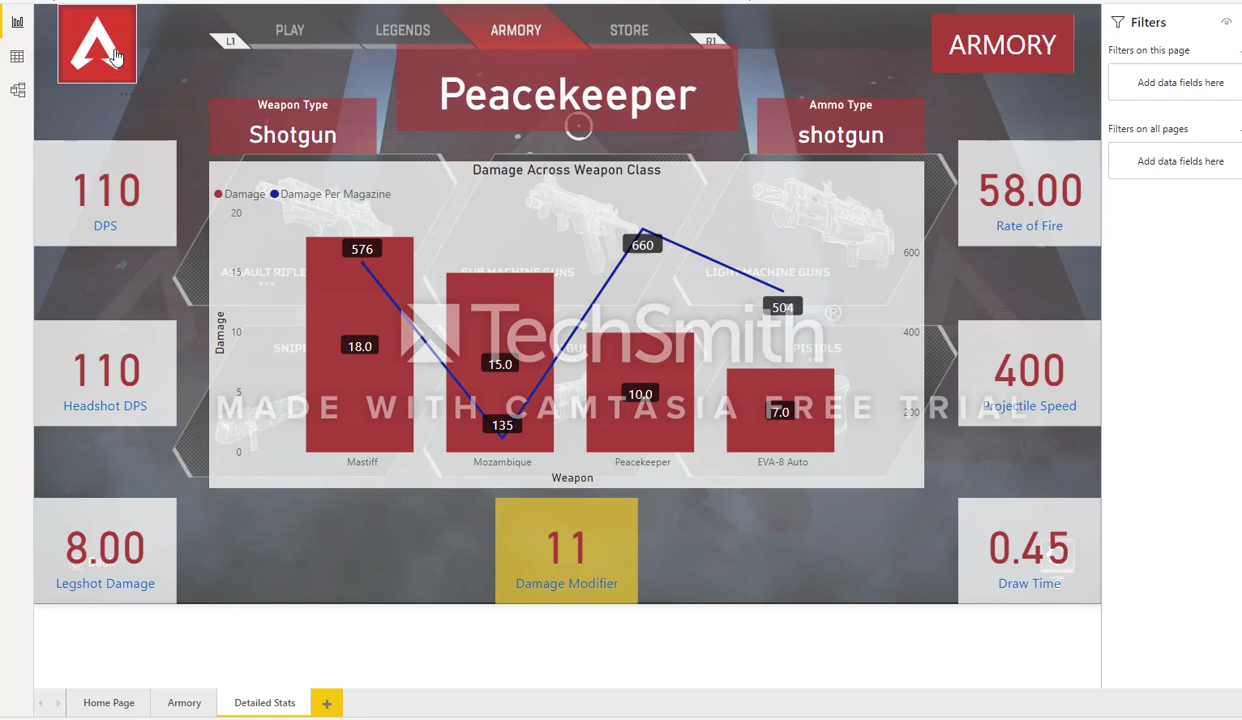 PLAY
LEGENDS
ARMORY
STORE
L1
R1
ARMORY
Peacekeeper
Weapon Type
Shotgun
Ammo Type
shotgun
110
DPS
110
Headshot DPS
8.00
Legshot Damage
Damage Across Weapon Class
Damage
Damage Per Magazine
20
15
10
5
0
Damage
600
400
200
576
18.0
15.0
135
660
10.0
504
7.0
Mastiff
Mozambique
Peacekeeper
EVA-8 Auto
Weapon
ASSAULT RIFLE
SUB MACHINE GUNS
LIGHT MACHINE GUNS
PISTOLS
TechSmith®
MADE WITH CAMTASIA FREE TRIAL
11
Damage Modifier
58.00
Rate of Fire
400
Projectile Speed
0.45
Draw Time
Filters
Filters on this page
Add data fields here
Filters on all pages
Add data fields here
Home Page
Armory
Detailed Stats
+